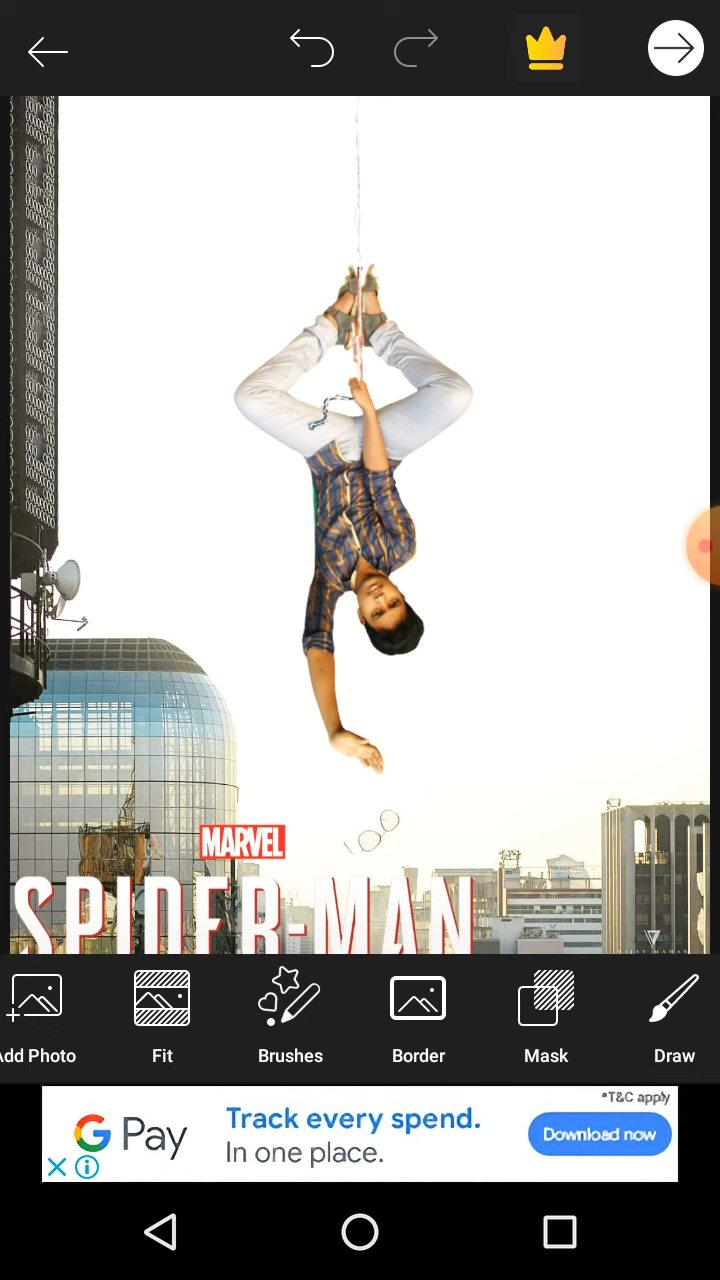 MARVEL
SPIDER-MAN
Add Photo
Fit
Brushes
Border
Mask
Draw
*T&C apply
G Pay
Track every spend.
In one place.
Download now